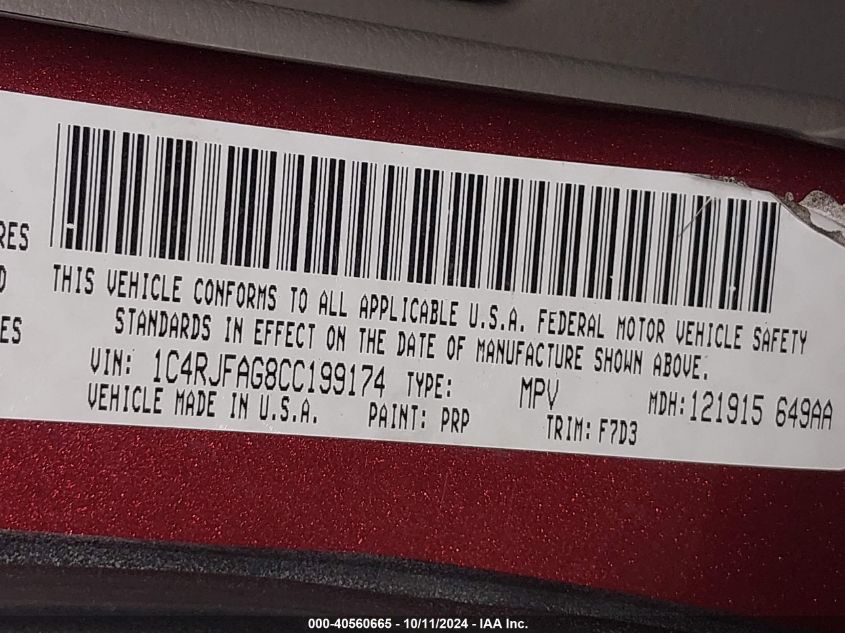 RES
THIS VEHICLE CONFORMS TO ALL APPLICABLE U.S.A. FEDERAL MOTOR VEHICLE SAFETY
STANDARDS IN EFFECT ON THE DATE OF MANUFACTURE SHOWN ABOVE.
D
ES
VIN: 1C4RJFAG8CC199174 TYPE: MPV MDH:121915 649AA
VEHICLE MADE IN U.S.A. PAINT: PRP TRIM: F7D3
000-40560665 - 10/11/2024 - IAA Inc.